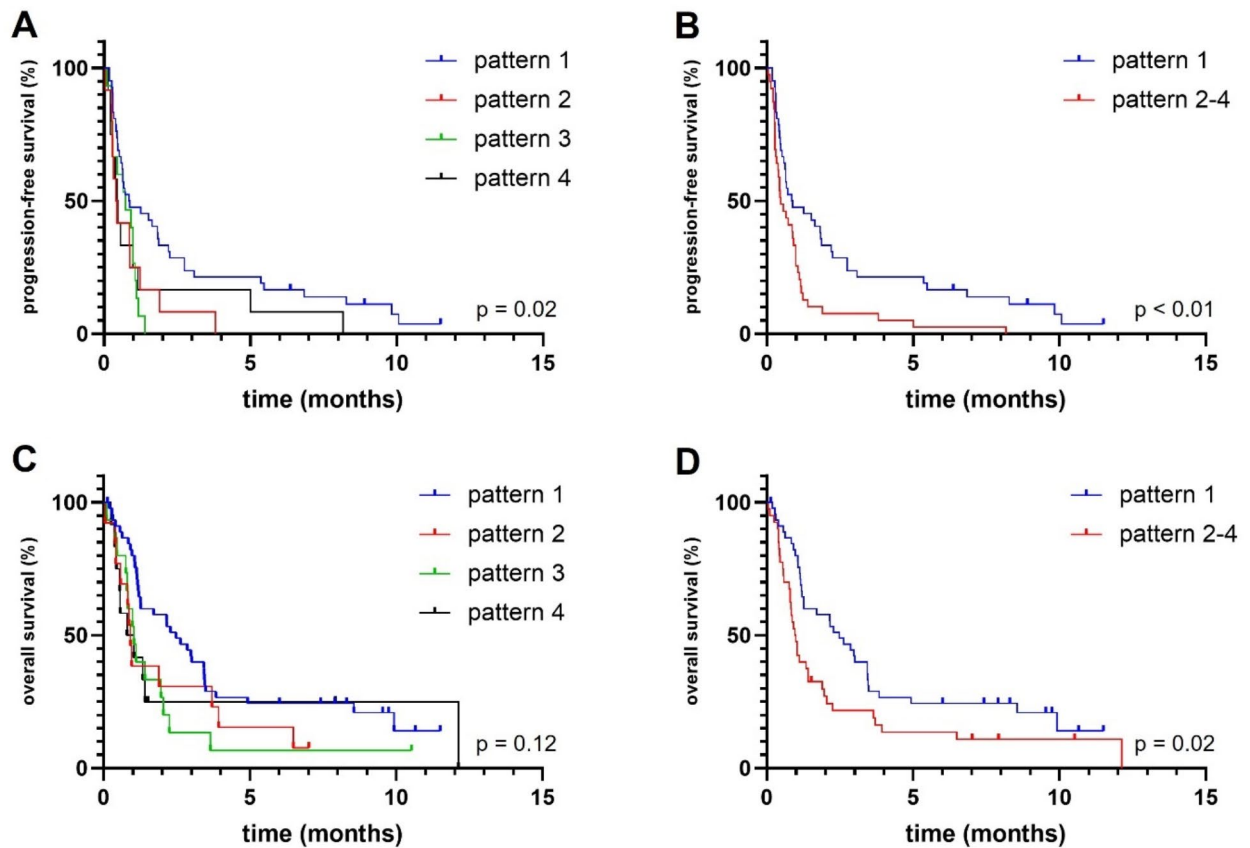 A
progression-free survival (%)
100
50
0
0
5
10
15
time (months)
pattern 1
pattern 2
pattern 3
pattern 4
p = 0.02
B
progression-free survival (%)
100
50
0
0
5
10
15
time (months)
pattern 1
pattern 2-4
p < 0.01
C
overall survival (%)
100
50
0
0
5
10
15
time (months)
pattern 1
pattern 2
pattern 3
pattern 4
p = 0.12
D
overall survival (%)
100
50
0
0
5
10
15
time (months)
pattern 1
pattern 2-4
p = 0.02